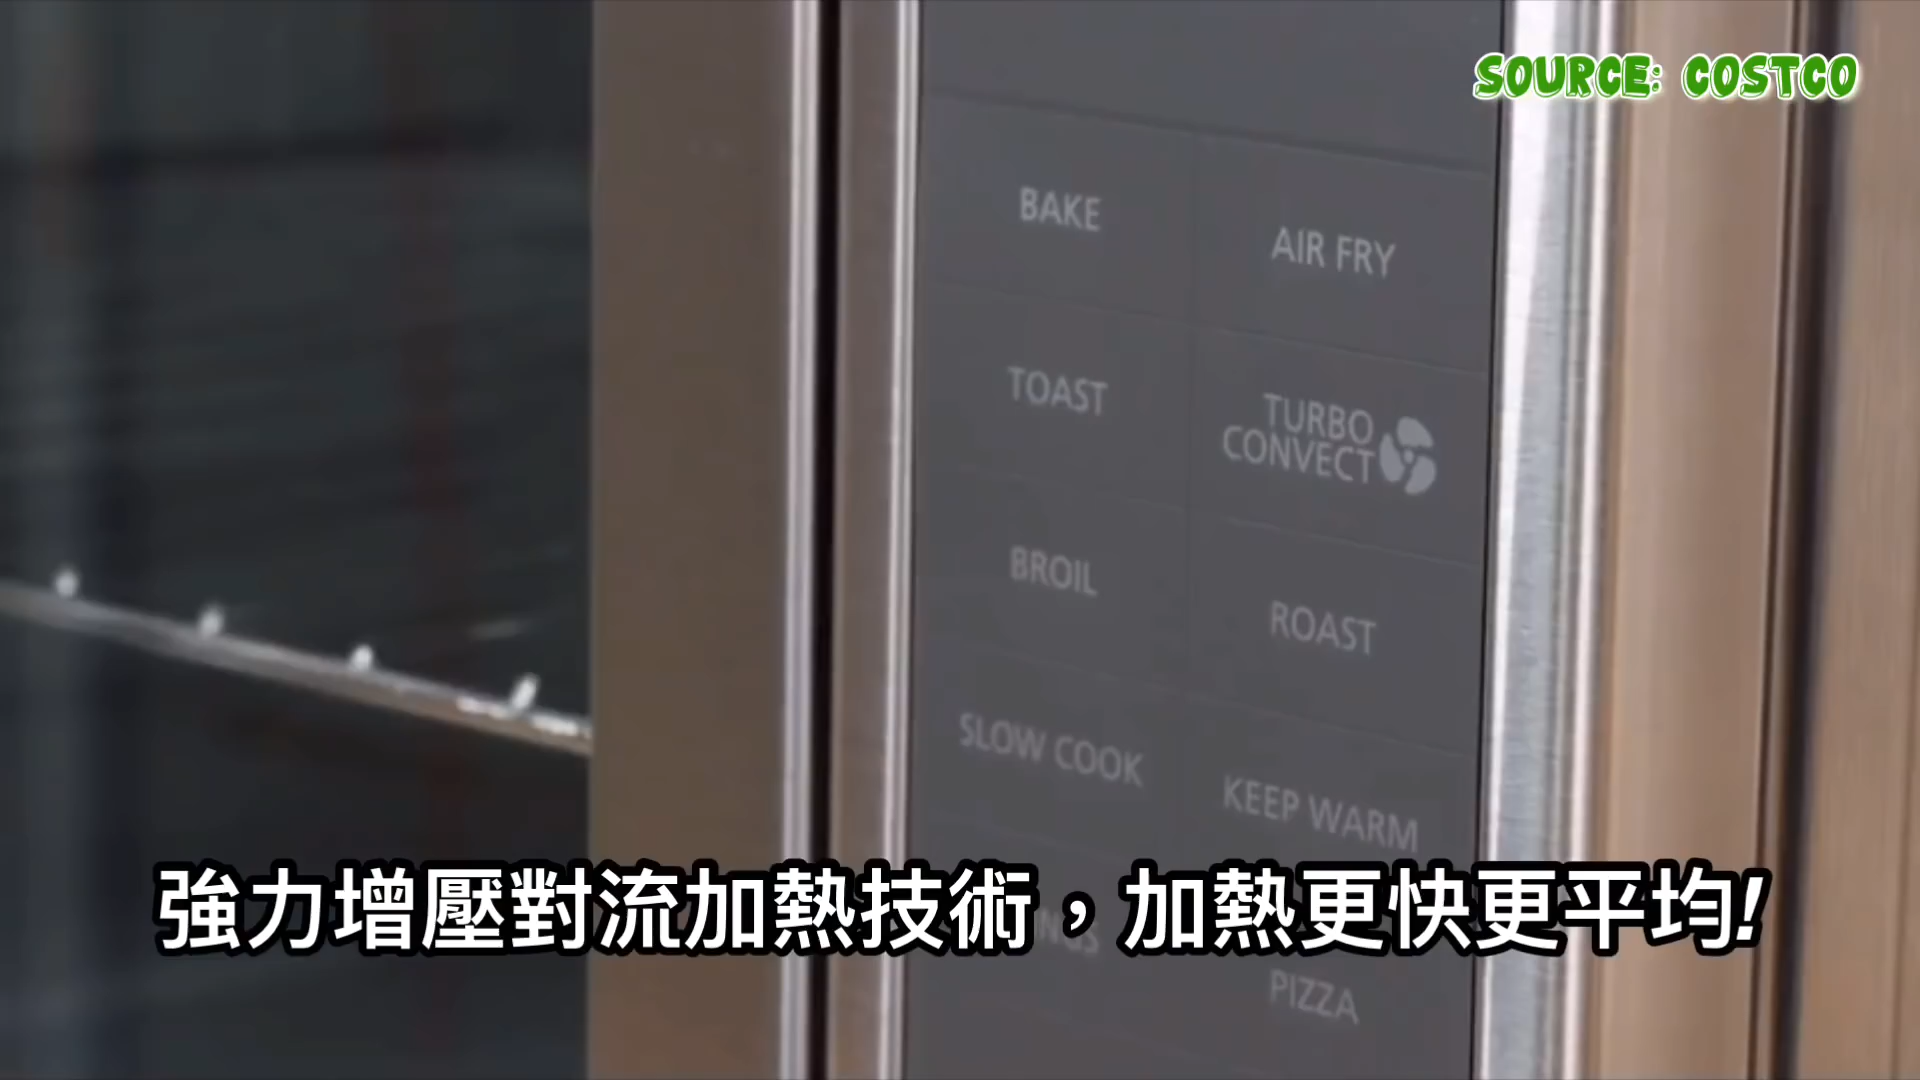 SOURCE: COSTCO
BAKE
AIR FRY
TOAST
TURBO
CONVECT
BROIL
ROAST
SLOW COOK
KEEP WARM
強力增壓對流加熱技術，加熱更快更平均!
PIZZA